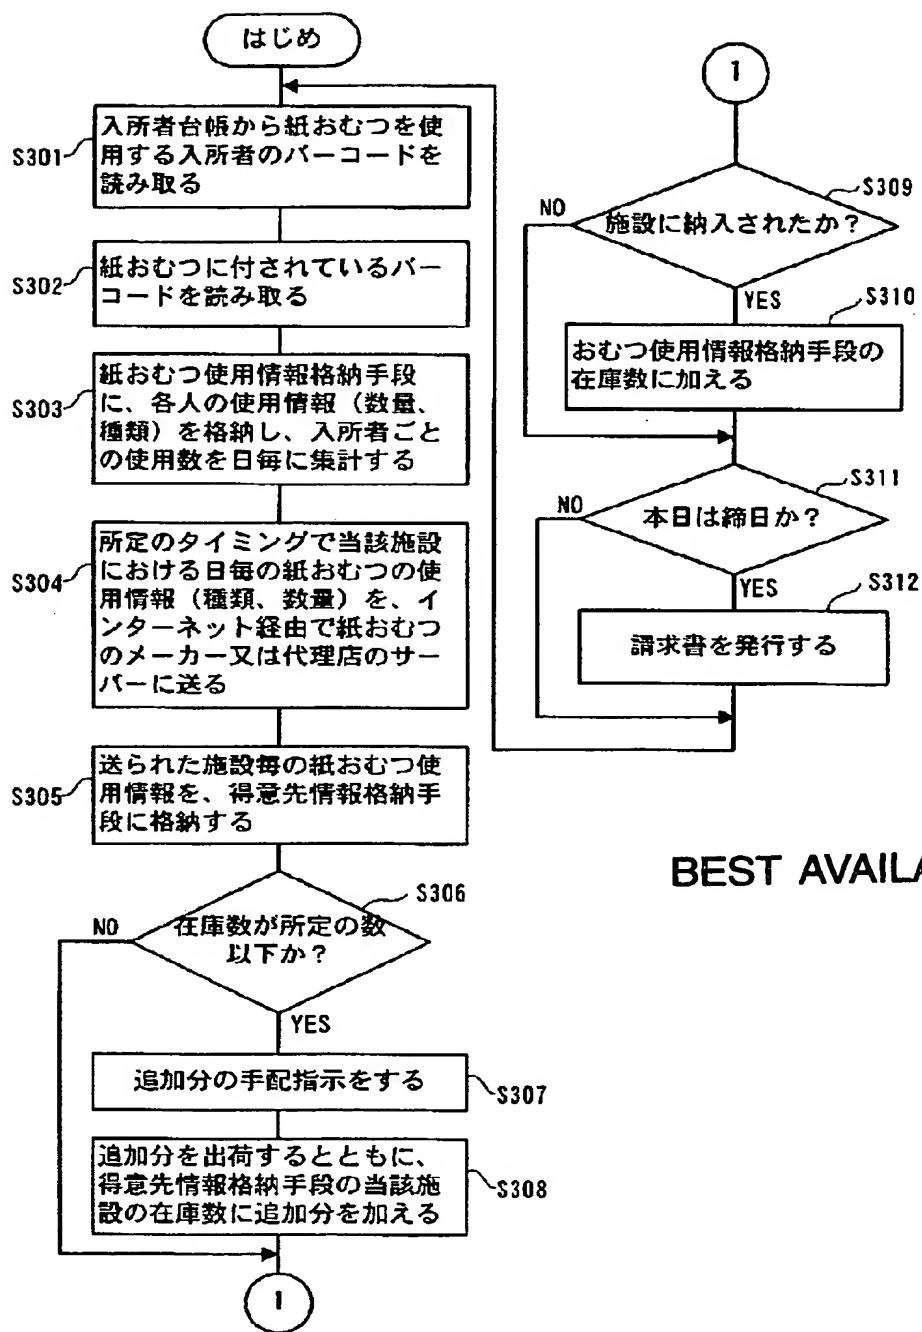 はじめ
S301
入所者台帳から紙おむつを使
用する入所者のバーコードを
読み取る
S302
紙おむつに付されているバー
コードを読み取る
S303
紙おむつ使用情報格納手段
に、各人の使用情報（数量、
種類）を格納し、入所者ごと
の使用数を日毎に集計する
S304
所定のタイミングで当該施設
における日毎の紙おむつの使
用情報（種類、数量）を、イ
ンターネット経由で紙おむつ
のメーカー又は代理店のサー
バーに送る
S305
送られた施設毎の紙おむつ使
用情報を、得意先情報格納手
段に格納する
S306
NO
在庫数が所定の数
以下か？
YES
追加分の手配指示をする
S307
追加分を出荷するとともに、
得意先情報格納手段の当該施
設の在庫数に追加分を加える
S308
1
1
S309
NO
施設に納入されたか？
YES
S310
おむつ使用情報格納手段の
在庫数に加える
S311
NO
本日は締日か？
YES
S312
請求書を発行する
BEST AVAILA